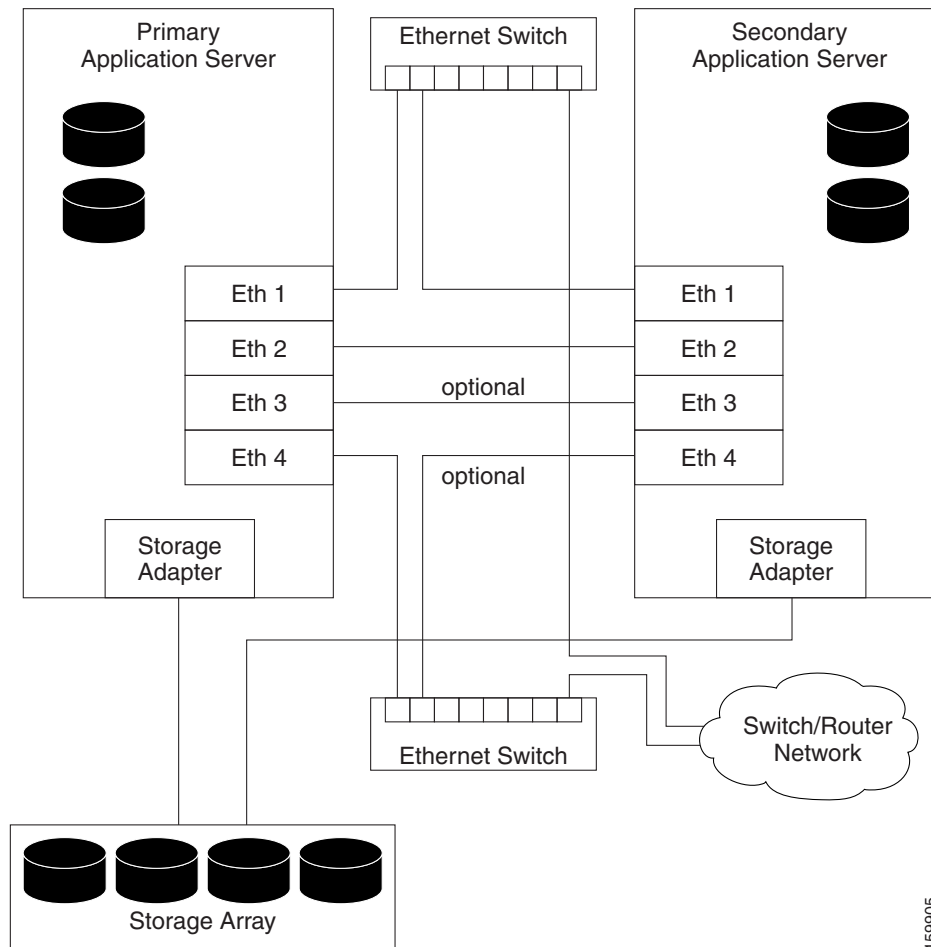 Primary
Application Server
Ethernet Switch
Secondary
Application Server
Eth 1
Eth 2
Eth 3
Eth 4
optional
optional
Eth 1
Eth 2
Eth 3
Eth 4
Storage
Adapter
Storage
Adapter
Ethernet Switch
Switch/Router
Network
Storage Array
159905